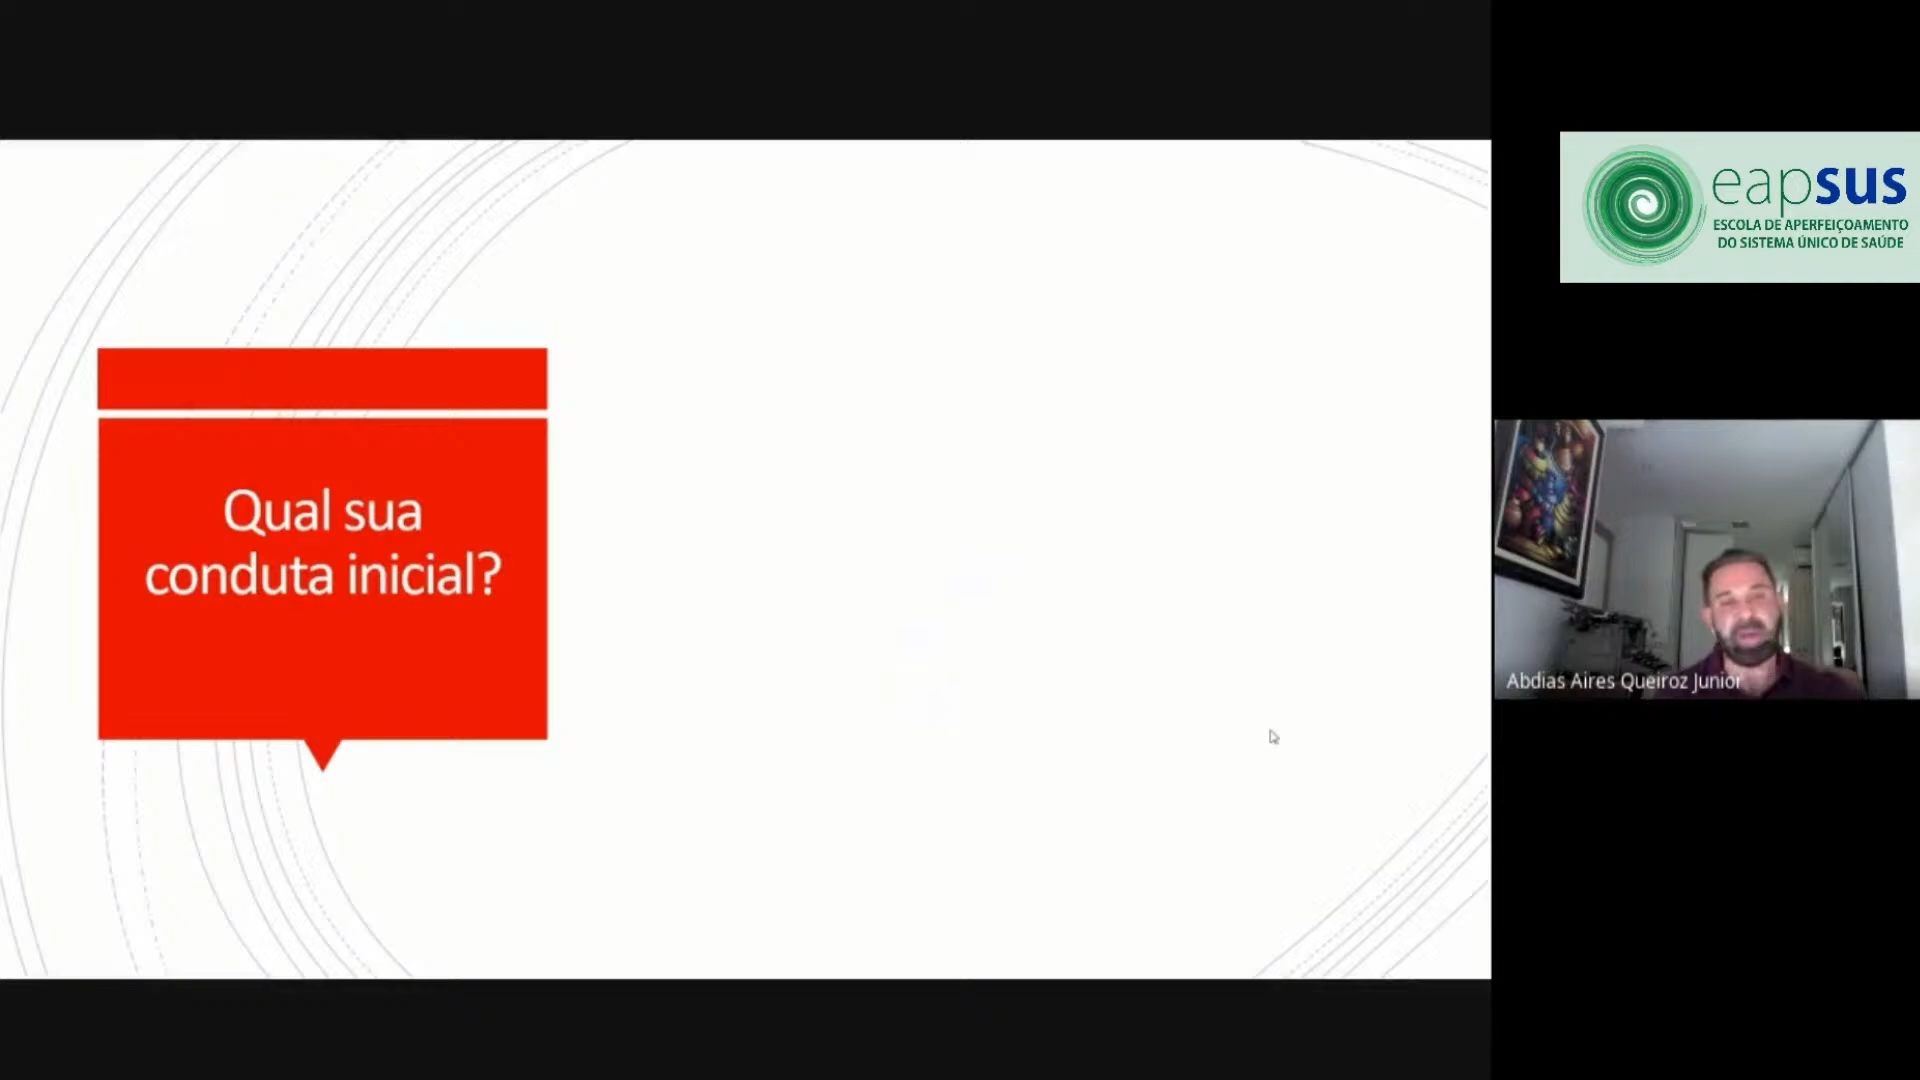 Qual sua
conduta inicial?
eapsus
ESCOLA DE APERFEIÇOAMENTO
DO SISTEMA ÚNICO DE SAÚDE
Abdias Aires Queiroz Junior